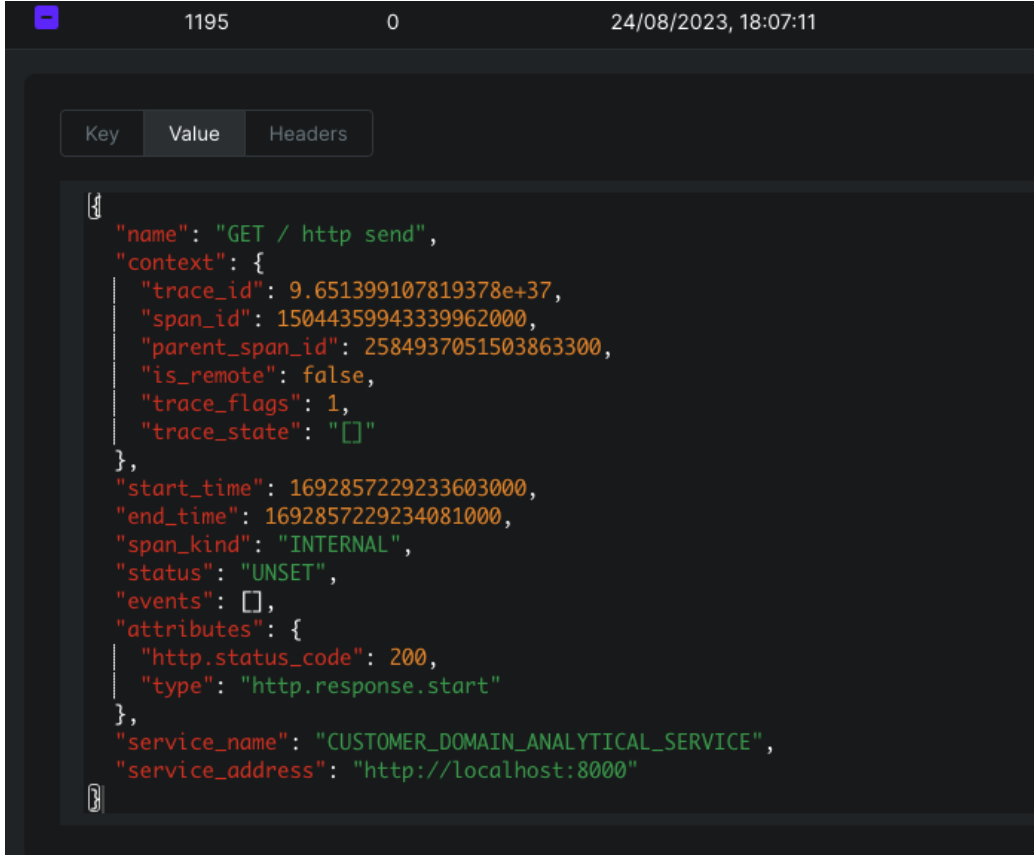 1195 0 24/08/2023, 18:07:11
Key Value Headers
{
"name": "GET / http send",
"context": {
"trace_id": 9.651399107819378e+37,
"span_id": 15044359943339962000,
"parent_span_id": 2584937051503863300,
"is_remote": false,
"trace_flags": 1,
"trace_state": "[]"
},
"start_time": 1692857229233603000,
"end_time": 1692857229234081000,
"span_kind": "INTERNAL",
"status": "UNSET",
"events": [],
"attributes": {
"http.status_code": 200,
"type": "http.response.start"
},
"service_name": "CUSTOMER_DOMAIN_ANALYTICAL_SERVICE",
"service_address": "http://localhost:8000"
}